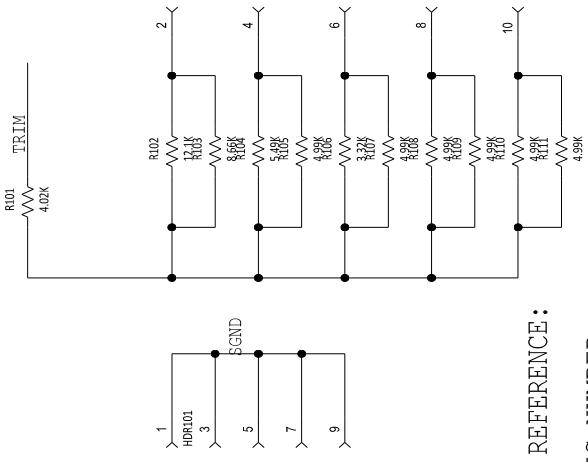 R101
4.02K
TRIM
2
4
6
8
10
R102
12.1K
R103
8.66K
R104
5.49K
R105
4.99K
R106
3.32K
R107
4.99K
R108
4.99K
R109
4.99K
R110
4.99K
R111
4.99K
SGND
1
HDR101
3
5
7
9
REFERENCE: